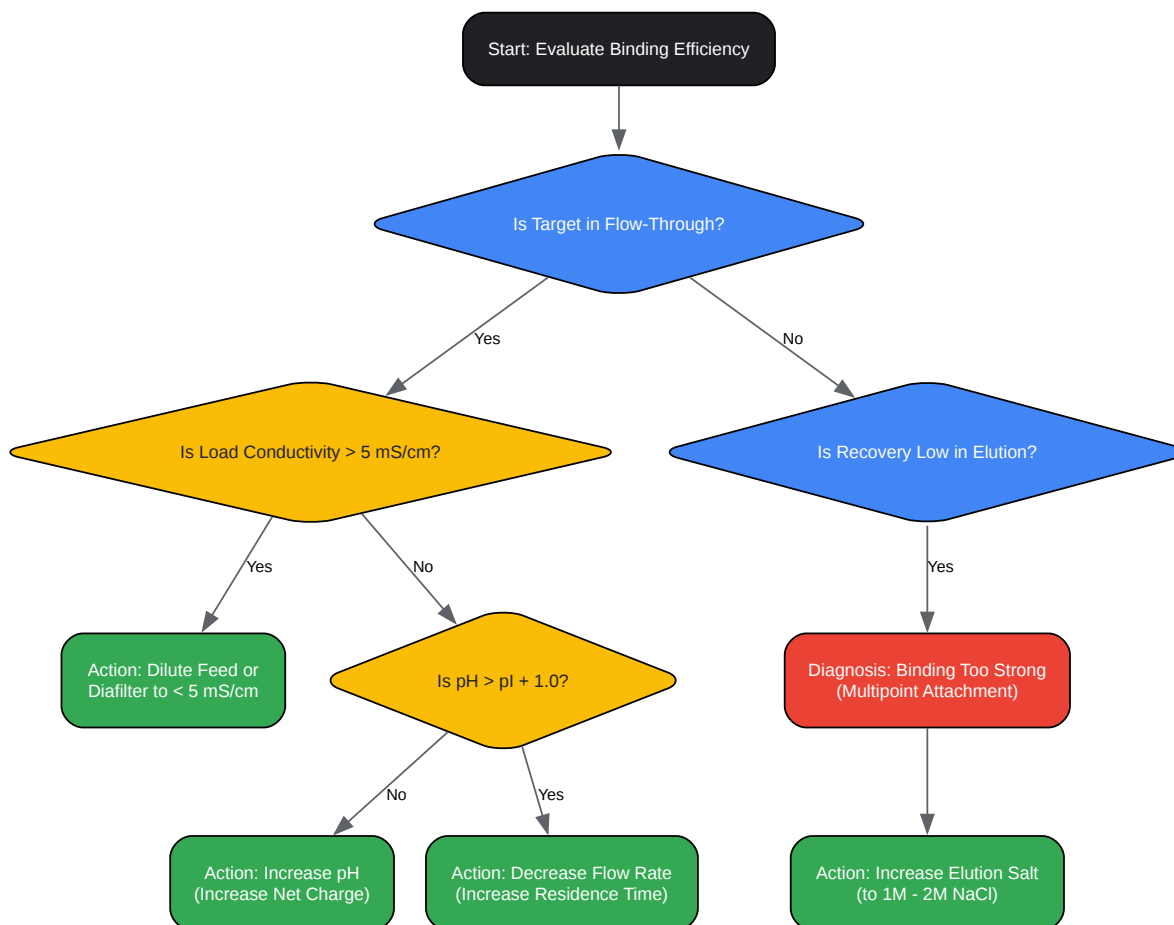 Start: Evaluate Binding Efficiency
Is Target in Flow-Through?
Yes
No
Is Load Conductivity > 5 mS/cm?
Is Recovery Low in Elution?
Yes
No
Yes
Action: Dilute Feed or
Diafilter to < 5 mS/cm
Is pH > pI + 1.0?
Diagnosis: Binding Too Strong
(Multipoint Attachment)
No
Yes
Action: Increase pH
(Increase Net Charge)
Action: Decrease Flow Rate
(Increase Residence Time)
Action: Increase Elution Salt
(to 1M - 2M NaCl)